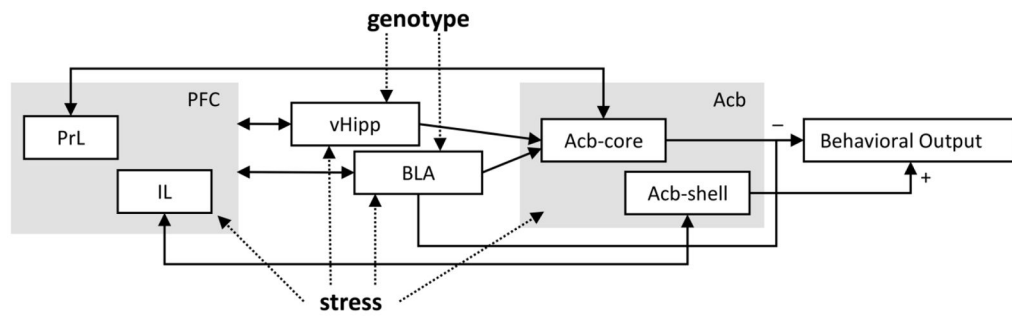 genotype
PFC
Acb
PrL
vHipp
Acb-core
−
Behavioral Output
IL
BLA
Acb-shell
+
stress